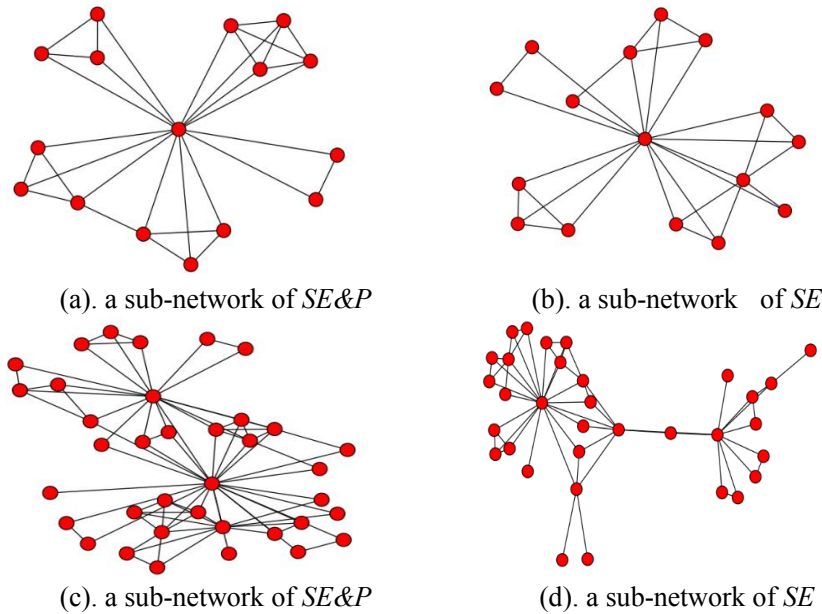 (a). a sub-network of SE&P
(b). a sub-network of SE
(c). a sub-network of SE&P
(d). a sub-network of SE